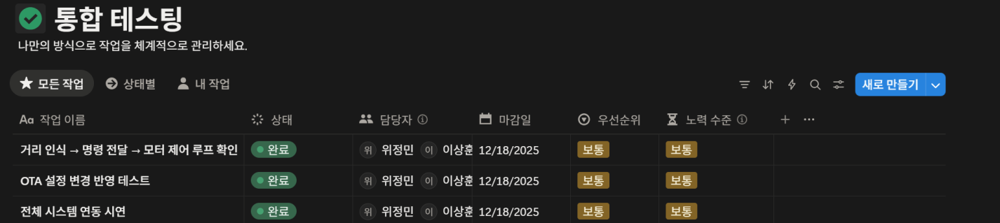 통합 테스팅
나만의 방식으로 작업을 체계적으로 관리하세요.
모든 작업 상태별 내 작업 새로 만들기
Aa 작업 이름 상태 담당자 마감일 우선순위 노력 수준
거리 인식 → 명령 전달 → 모터 제어 루프 확인 완료 위 위정민 이 이상훈 12/18/2025 보통 보통
OTA 설정 변경 반영 테스트 완료 위 위정민 이 이상훈 12/18/2025 보통 보통
전체 시스템 연동 시연 완료 위 위정민 이 이상훈 12/18/2025 보통 보통